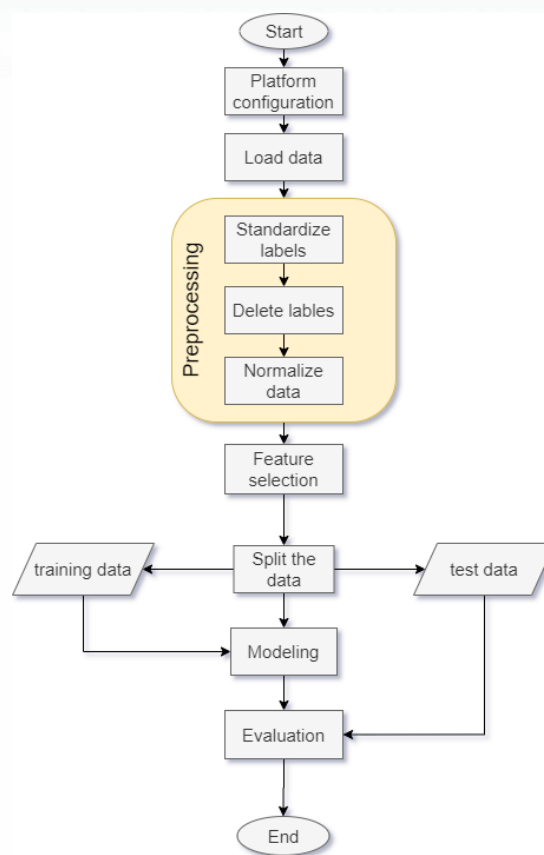 Start
Platform
configuration
Load data
Preprocessing
Standardize
labels
Delete lables
Normalize
data
Feature
selection
training data
Split the
data
test data
Modeling
Evaluation
End